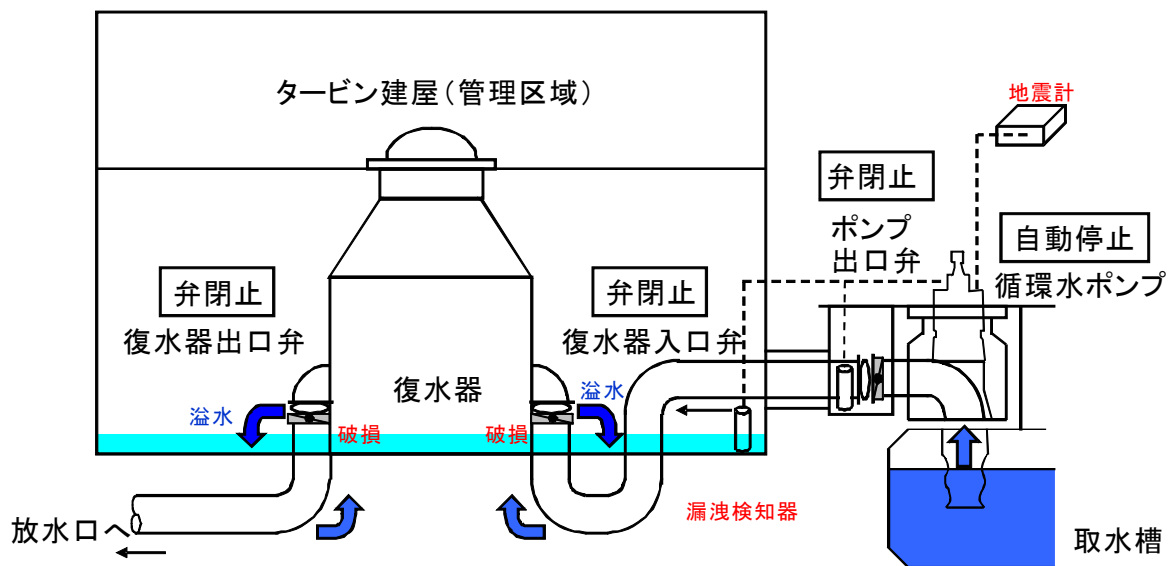 タービン建屋(管理区域)
地震計
弁閉止
ポンプ
出口弁
自動停止
循環水ポンプ
弁閉止
復水器出口弁
弁閉止
復水器入口弁
復水器
溢水
溢水
破損
破損
漏洩検知器
放水口へ
取水槽